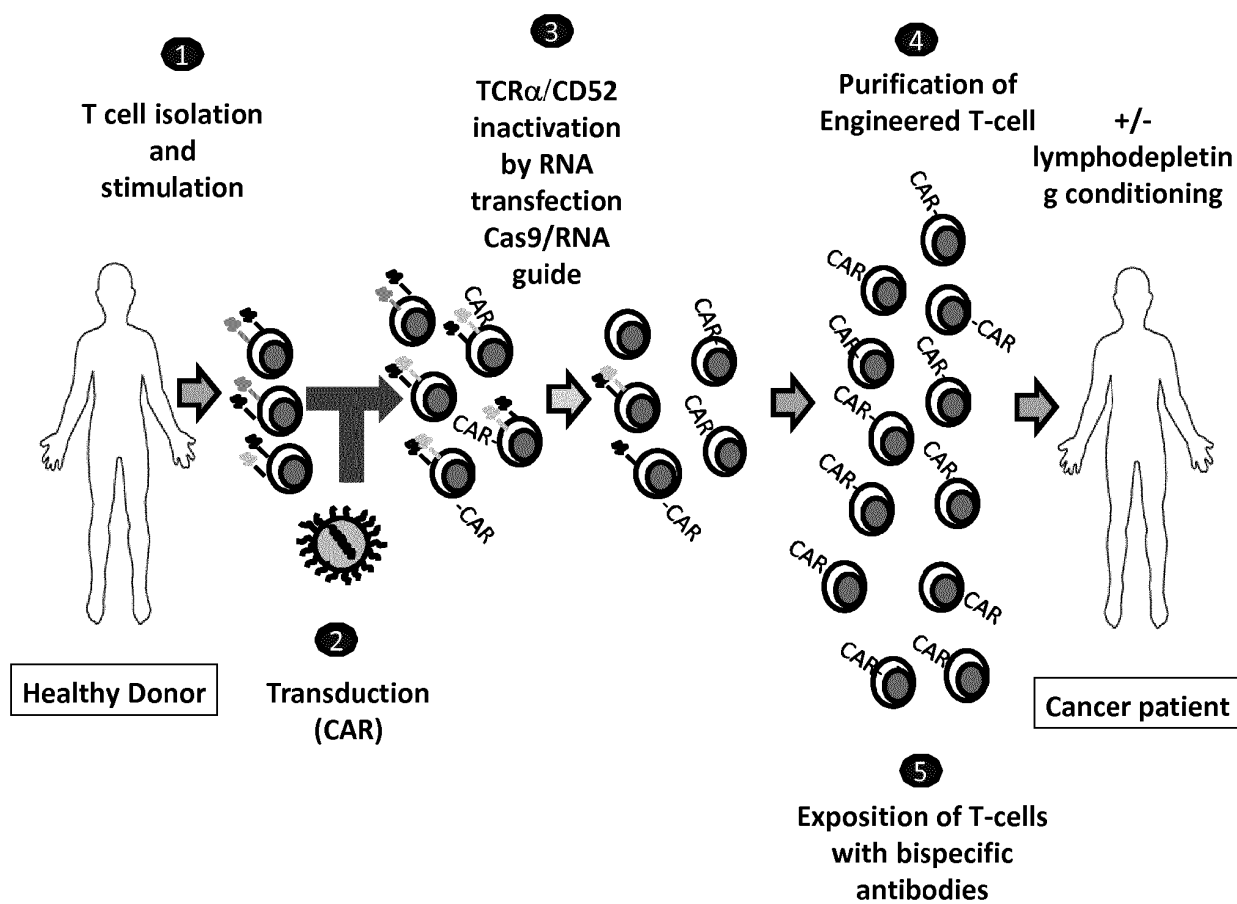 1
T cell isolation
and
stimulation
3
TCRα/CD52
inactivation
by RNA
transfection
Cas9/RNA
guide
4
Purification of
Engineered T-cell
+/-
lymphodepletin
g conditioning
CAR
CAR-
-CAR
CAR-
CAR
-CAR
CAR-
CAR
-CAR
CAR
CAR-
CAR-
CAR
CAR-
CAR
-CAR
CAR-
CAR
2
Transduction
(CAR)
Healthy Donor
Cancer patient
5
Exposition of T-cells
with bispecific
antibodies